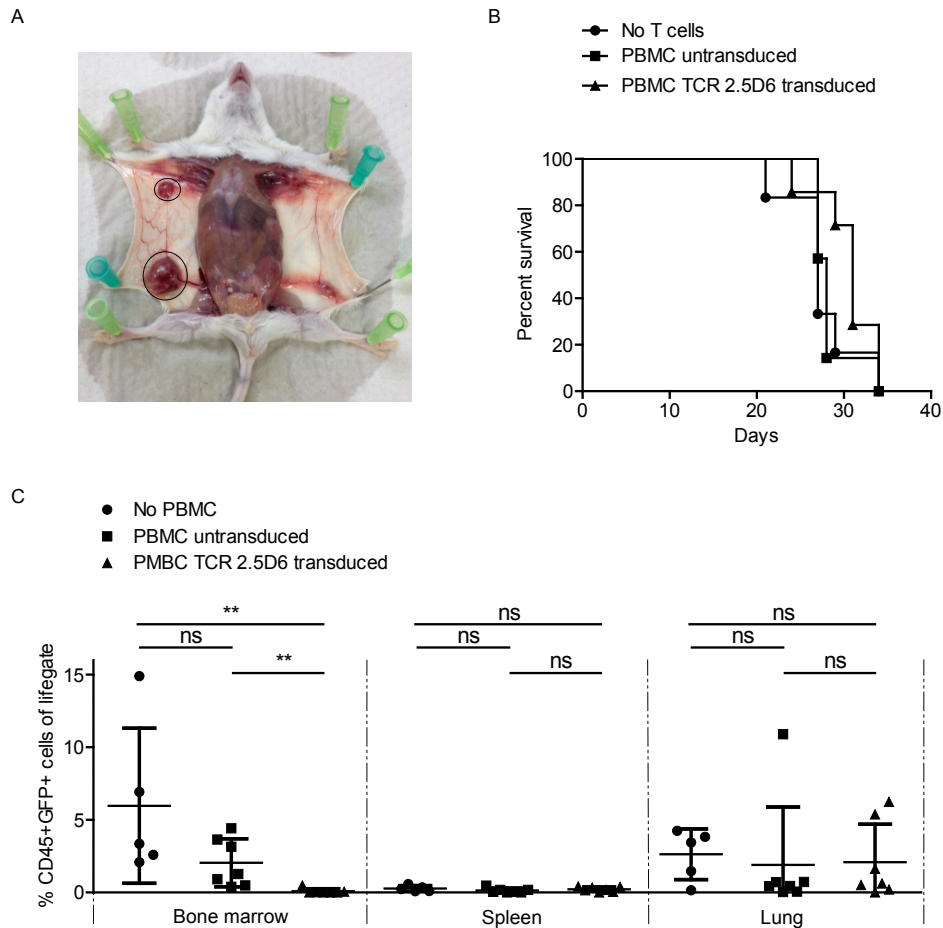 A
B
No T cells
PBMC untransduced
PBMC TCR 2.5D6 transduced
100
80
60
40
20
0
Percent survival
0 10 20 30 40
Days
C
No PBMC
PBMC untransduced
PMBC TCR 2.5D6 transduced
** ns ns
ns ns ns
** ns ns
15
10
5
0
% CD45+GFP+ cells of lifegate
Bone marrow Spleen Lung